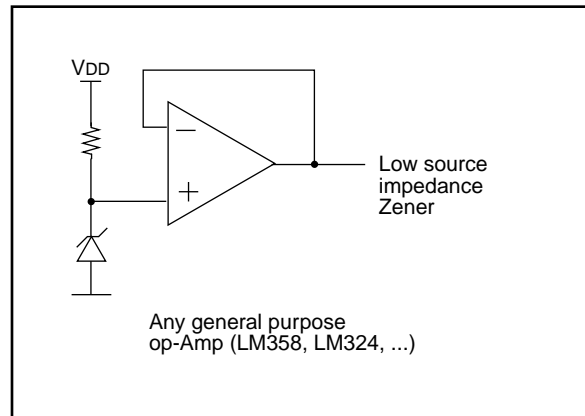 VDD
−
+
Low source
impedance
Zener
Any general purpose
op-Amp (LM358, LM324, ...)